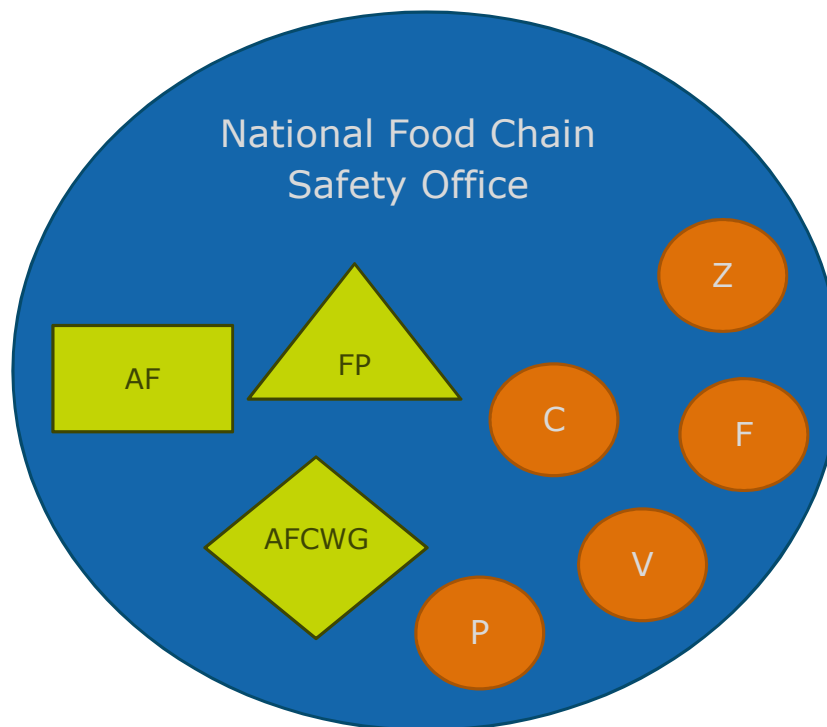 National Food Chain
Safety Office
Z
FP
AF
C
F
AFCWG
V
P